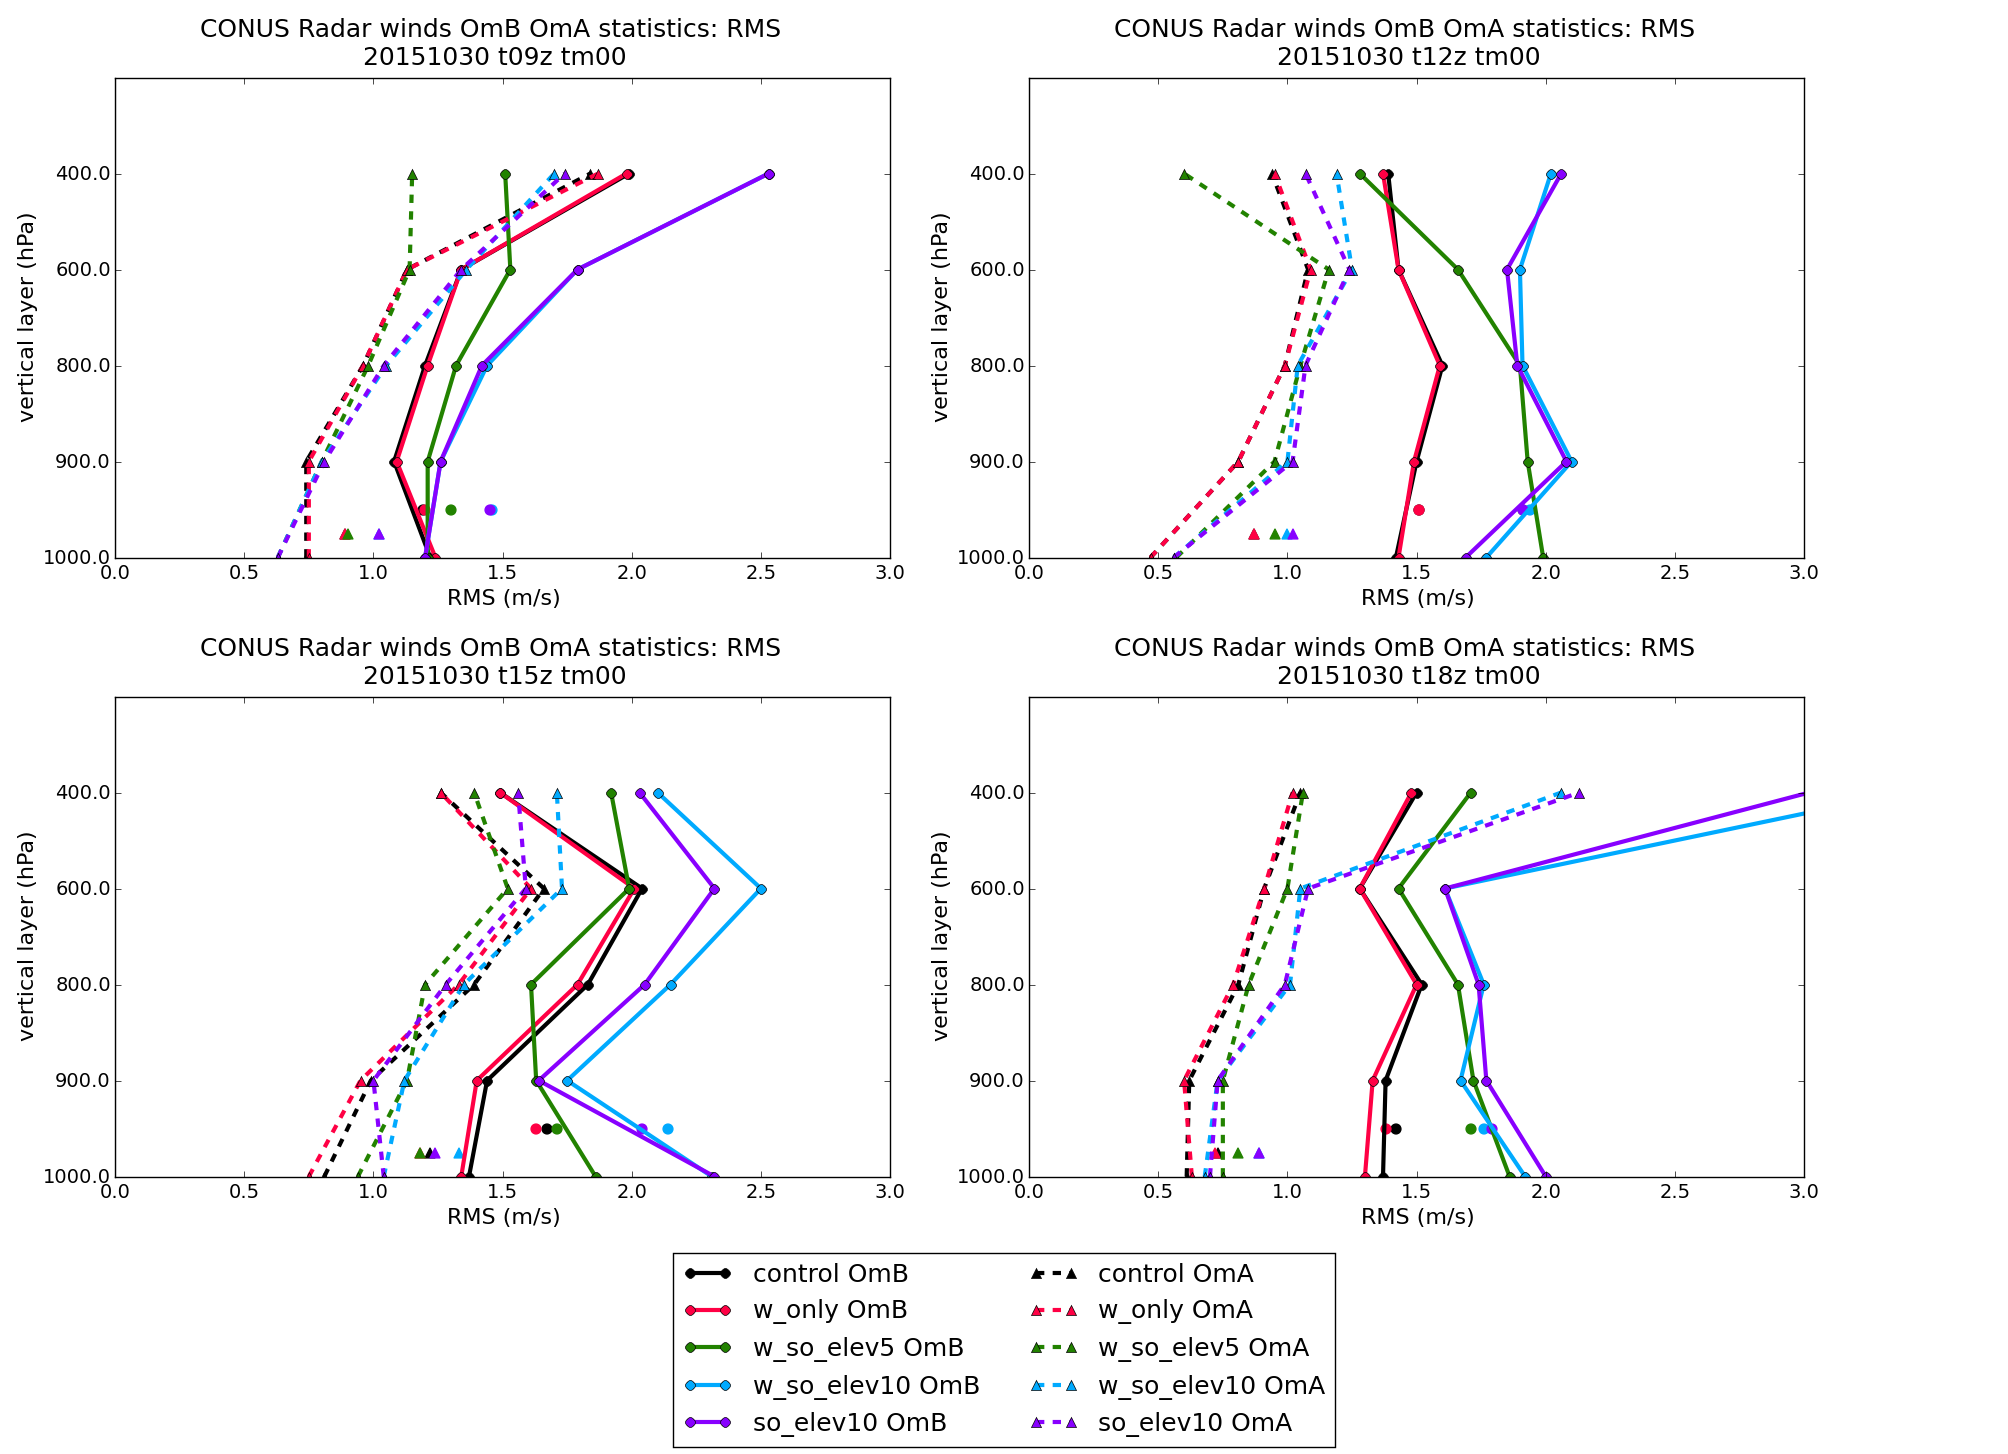 CONUS Radar winds OmB OmA statistics: RMS
20151030 t09z tm00
vertical layer (hPa)
400.0
600.0
800.0
900.0
1000.0
0.0 0.5 1.0 1.5 2.0 2.5 3.0
RMS (m/s)
CONUS Radar winds OmB OmA statistics: RMS
20151030 t12z tm00
vertical layer (hPa)
400.0
600.0
800.0
900.0
1000.0
0.0 0.5 1.0 1.5 2.0 2.5 3.0
RMS (m/s)
CONUS Radar winds OmB OmA statistics: RMS
20151030 t15z tm00
vertical layer (hPa)
400.0
600.0
800.0
900.0
1000.0
0.0 0.5 1.0 1.5 2.0 2.5 3.0
RMS (m/s)
CONUS Radar winds OmB OmA statistics: RMS
20151030 t18z tm00
vertical layer (hPa)
400.0
600.0
800.0
900.0
1000.0
0.0 0.5 1.0 1.5 2.0 2.5 3.0
RMS (m/s)
control OmB
w_only OmB
w_so_elev5 OmB
w_so_elev10 OmB
so_elev10 OmB
control OmA
w_only OmA
w_so_elev5 OmA
w_so_elev10 OmA
so_elev10 OmA